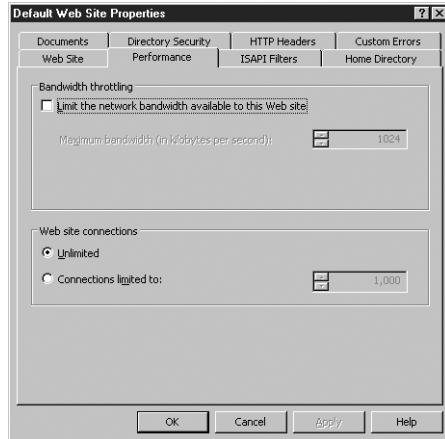 Default Web Site Properties
Documents Directory Security HTTP Headers Custom Errors
Web Site Performance ISAPI Filters Home Directory
Bandwidth throttling
Limit the network bandwidth available to this Web site
Maximum bandwidth (in kilobytes per second): 1024
Web site connections
Unlimited
Connections limited to: 1,000
OK Cancel Apply Help